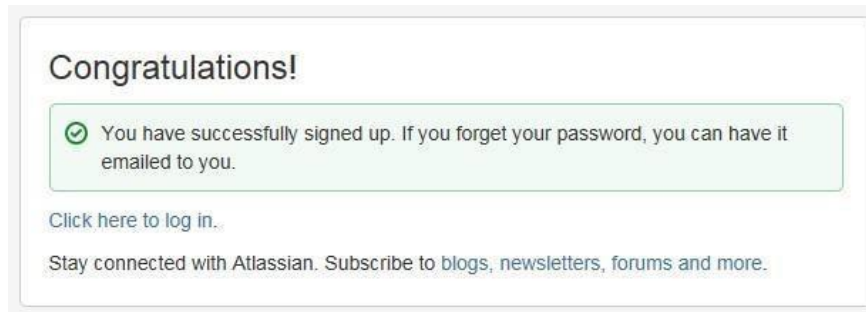 Congratulations!
You have successfully signed up. If you forget your password, you can have it
emailed to you.
Click here to log in.
Stay connected with Atlassian. Subscribe to blogs, newsletters, forums and more.